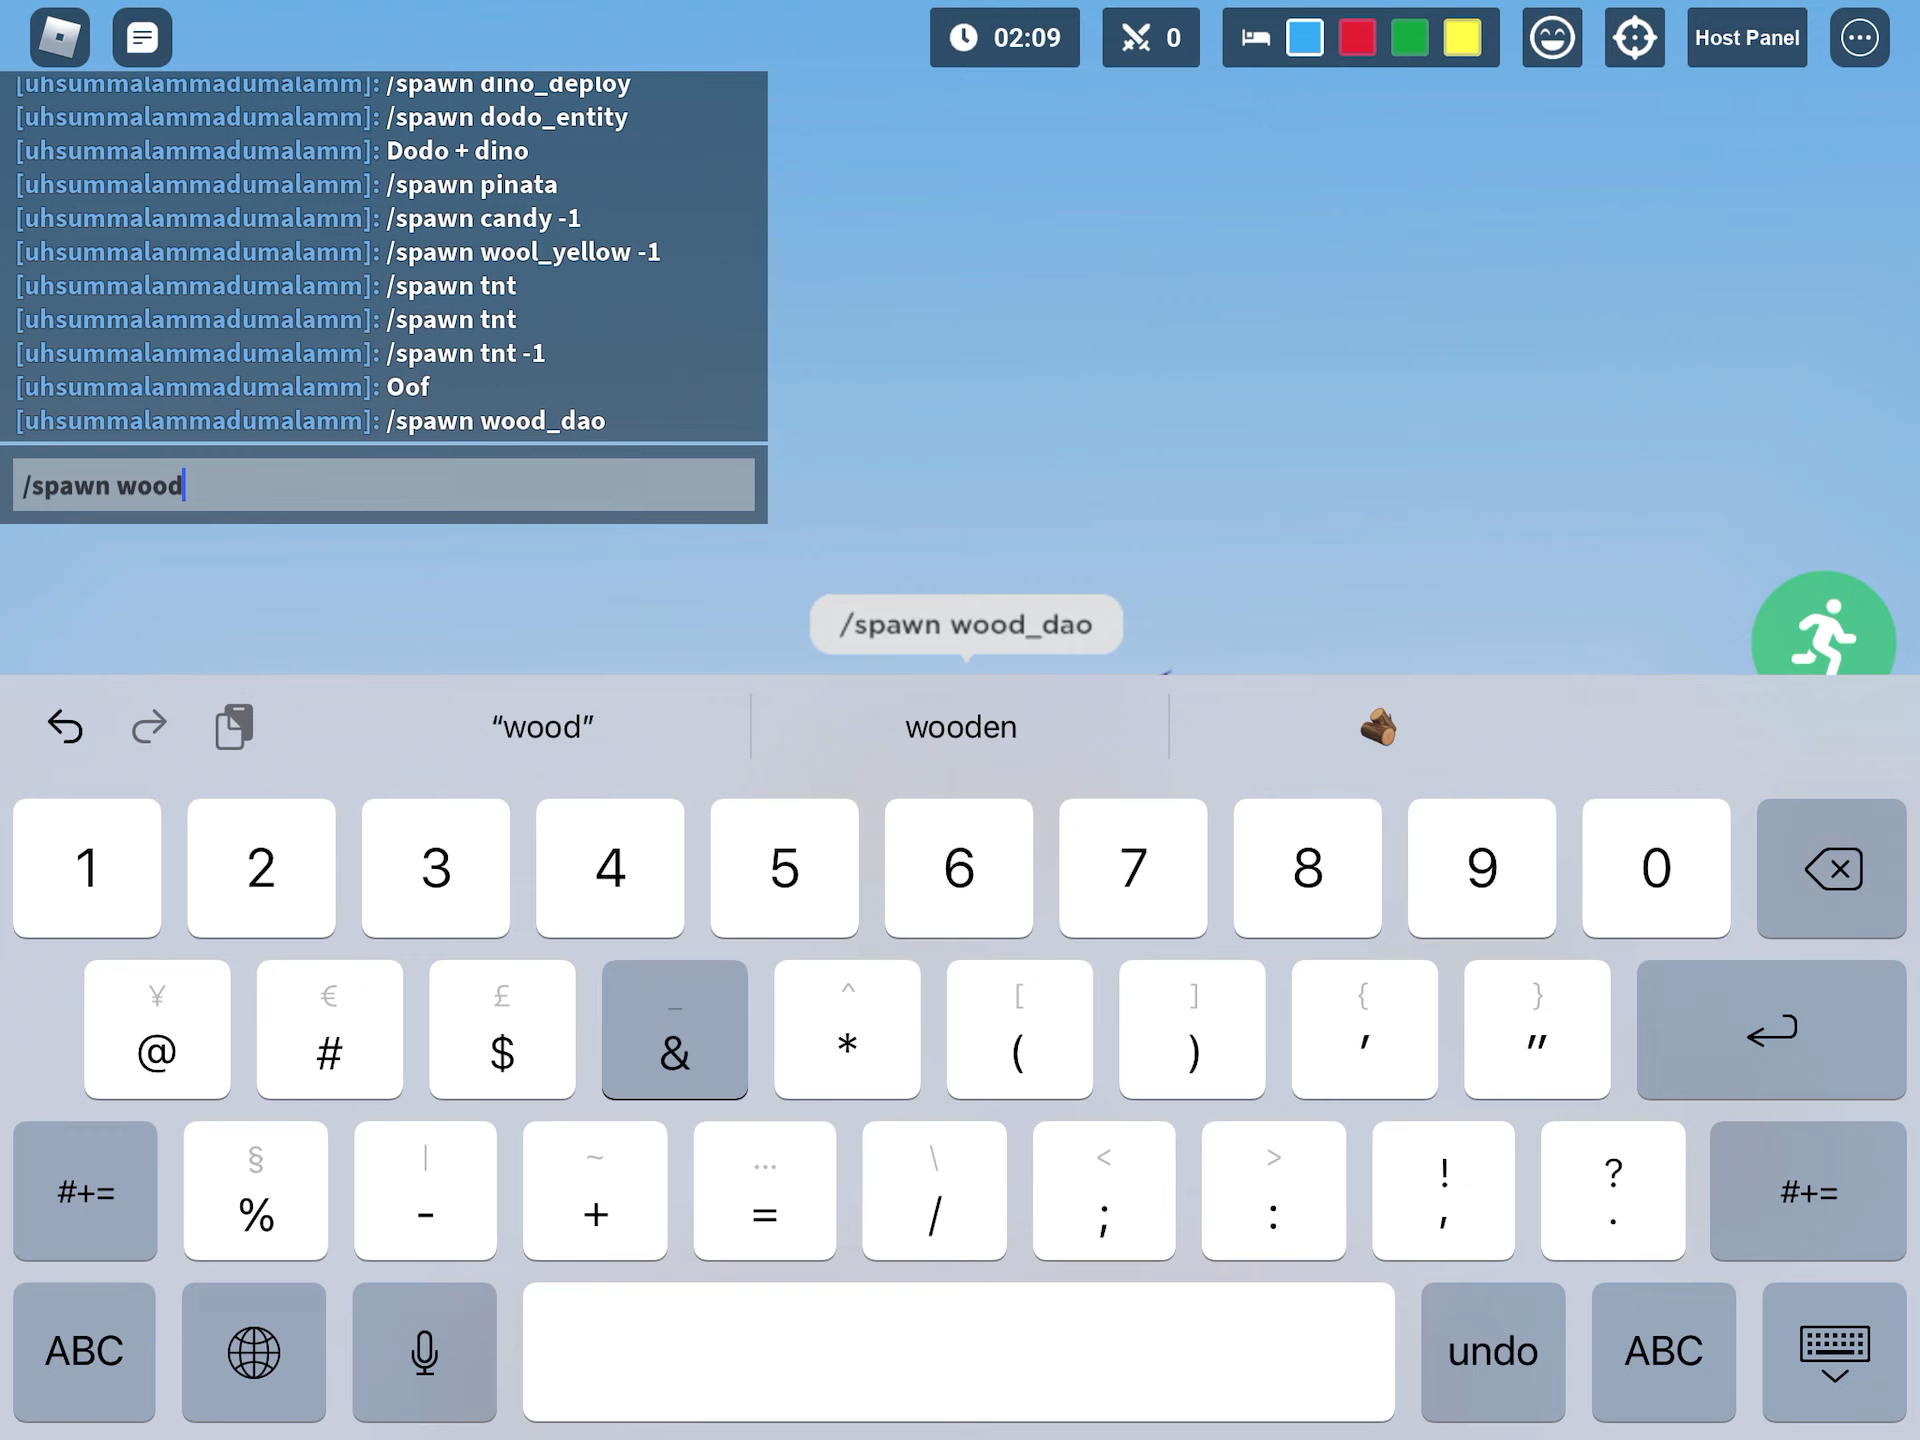 02:09
0
Host Panel
[uhsummalammadumalamm]: /spawn dino_deploy
[uhsummalammadumalamm]: /spawn dodo_entity
[uhsummalammadumalamm]: Dodo + dino
[uhsummalammadumalamm]: /spawn pinata
[uhsummalammadumalamm]: /spawn candy -1
[uhsummalammadumalamm]: /spawn wool_yellow -1
[uhsummalammadumalamm]: /spawn tnt
[uhsummalammadumalamm]: /spawn tnt
[uhsummalammadumalamm]: /spawn tnt -1
[uhsummalammadumalamm]: Oof
[uhsummalammadumalamm]: /spawn wood_dao
/spawn wood
/spawn wood_dao
“wood” wooden
1 2 3 4 5 6 7 8 9 0
¥ € £ _ ^ [ ] { }
@ # $ & * ( ) ' "
§ | ~ … \ < > ! ?
#+= % - + = / ; : , . #+=
ABC undo ABC